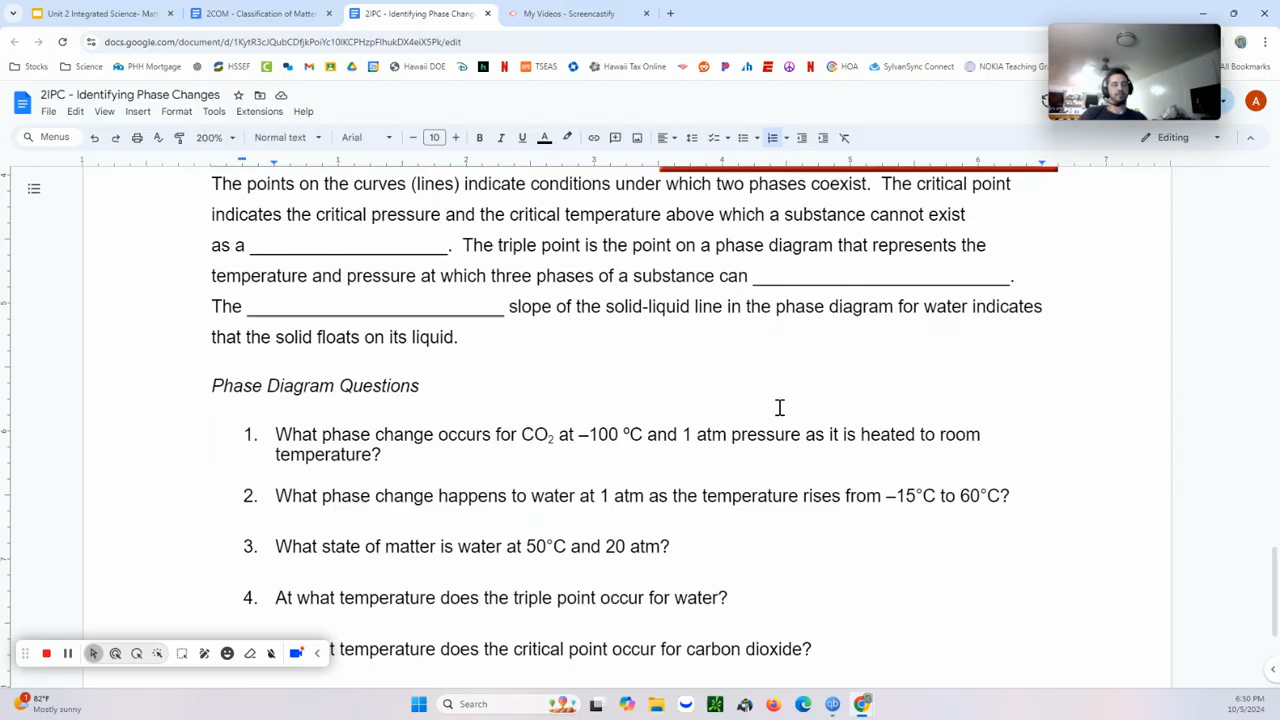 Unit 2 Integrated Science- Mat
2COM - Classification of Matter
2IPC - Identifying Phase Chang
My Videos - Screencastify
docs.google.com/document/d/1KytR3cJQubCDfjkPoiYc10IKCPHzpFlhukDX4eiX5Pk/edit
Stocks
Science
PHH Mortgage
HSSEF
Hawaii DOE
TSEAS
Hawaii Tax Online
HOA
SylvanSync Connect
NOKIA Teaching Gr
All Bookmarks
2IPC - Identifying Phase Changes
File Edit View Insert Format Tools Extensions Help
Menus 200% Normal text Arial 10 B I U A Editing
A
The points on the curves (lines) indicate conditions under which two phases coexist. The critical point
indicates the critical pressure and the critical temperature above which a substance cannot exist
as a ____________________. The triple point is the point on a phase diagram that represents the
temperature and pressure at which three phases of a substance can __________________________.
The __________________________ slope of the solid-liquid line in the phase diagram for water indicates
that the solid floats on its liquid.
Phase Diagram Questions
1. What phase change occurs for CO₂ at –100 ºC and 1 atm pressure as it is heated to room
temperature?
2. What phase change happens to water at 1 atm as the temperature rises from –15°C to 60°C?
3. What state of matter is water at 50°C and 20 atm?
4. At what temperature does the triple point occur for water?
t temperature does the critical point occur for carbon dioxide?
82°F
Mostly sunny
Search
6:50 PM
10/5/2024